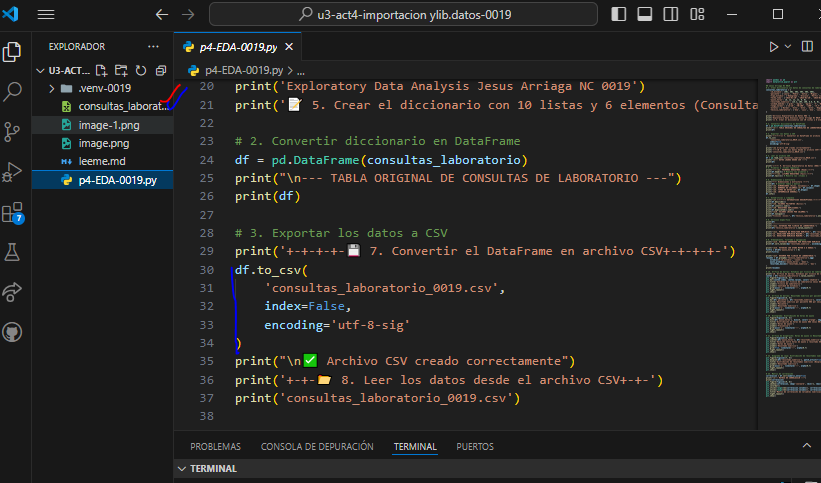 u3-act4-importacion ylib.datos-0019
EXPLORADOR
p4-EDA-0019.py
U3-ACT...
p4-EDA-0019.py > ...
.venv-0019
consultas_laborat...
image-1.png
image.png
leeme.md
p4-EDA-0019.py
7
20 print('Exploratory Data Analysis Jesus Arriaga NC 0019')
21 print('📝 5. Crear el diccionario con 10 listas y 6 elementos (Consulta
22
23 # 2. Convertir diccionario en DataFrame
24 df = pd.DataFrame(consultas_laboratorio)
25 print("\n--- TABLA ORIGINAL DE CONSULTAS DE LABORATORIO ---")
26 print(df)
27
28 # 3. Exportar los datos a CSV
29 print('+-+-+-+-💾 7. Convertir el DataFrame en archivo CSV+-+-+-+-')
30 df.to_csv(
31 'consultas_laboratorio_0019.csv',
32 index=False,
33 encoding='utf-8-sig'
34 )
35 print("\n✅ Archivo CSV creado correctamente")
36 print('+-+-📂 8. Leer los datos desde el archivo CSV+-+-')
37 print('consultas_laboratorio_0019.csv')
38
PROBLEMAS CONSOLA DE DEPURACIÓN TERMINAL PUERTOS
TERMINAL